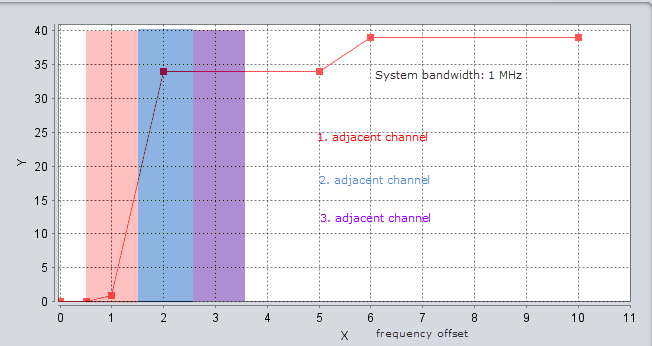 40
35
System bandwidth: 1 MHz
30
25
1. adjacent channel
Y
20
2. adjacent channel
15
3. adjacent channel
10
5
0
0 1 2 3 4 5 6 7 8 9 10 11
X frequency offset